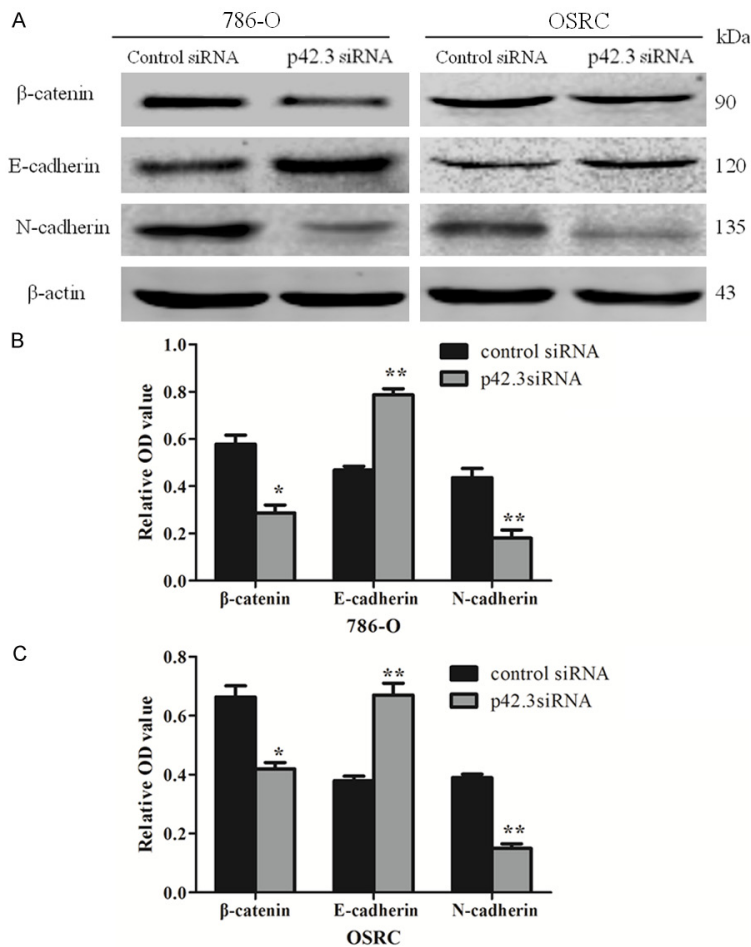 A
786-O OSRC
kDa
Control siRNA p42.3 siRNA Control siRNA p42.3 siRNA
β-catenin 90
E-cadherin 120
N-cadherin 135
β-actin 43
B
1.0
0.8
0.6
0.4
0.2
0.0
Relative OD value
control siRNA
p42.3siRNA
* ** **
β-catenin E-cadherin N-cadherin
786-O
C
0.8
0.6
0.4
0.2
0.0
Relative OD value
control siRNA
p42.3siRNA
* ** **
β-catenin E-cadherin N-cadherin
OSRC